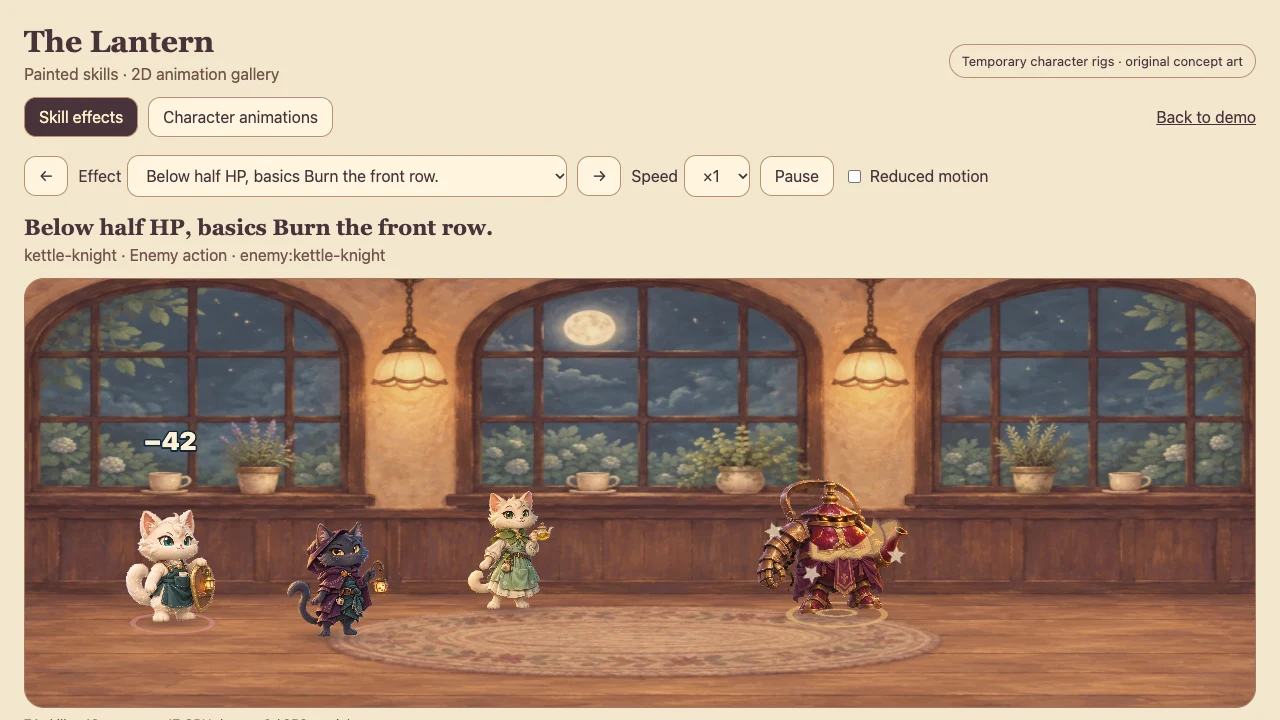 The Lantern
Painted skills · 2D animation gallery
Temporary character rigs · original concept art
Skill effects
Character animations
Back to demo
←
Effect
Below half HP, basics Burn the front row.
→
Speed
×1
Pause
Reduced motion
Below half HP, basics Burn the front row.
kettle-knight · Enemy action · enemy:kettle-knight
−42